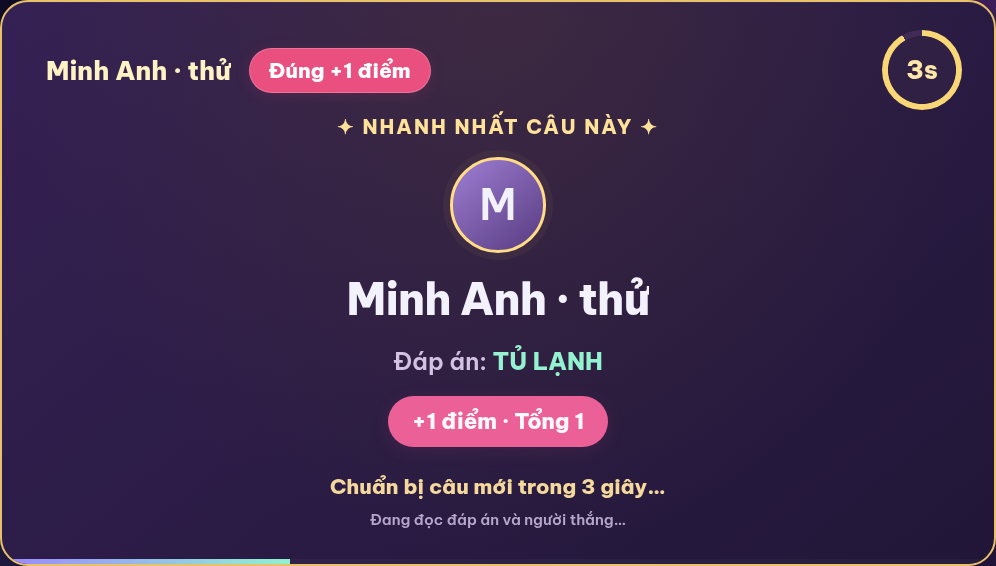 Minh Anh · thử
Đúng +1 điểm
3s
✦ NHANH NHẤT CÂU NÀY ✦
M
Minh Anh · thử
Đáp án: TỦ LẠNH
+1 điểm · Tổng 1
Chuẩn bị câu mới trong 3 giây...
Đang đọc đáp án và người thắng...